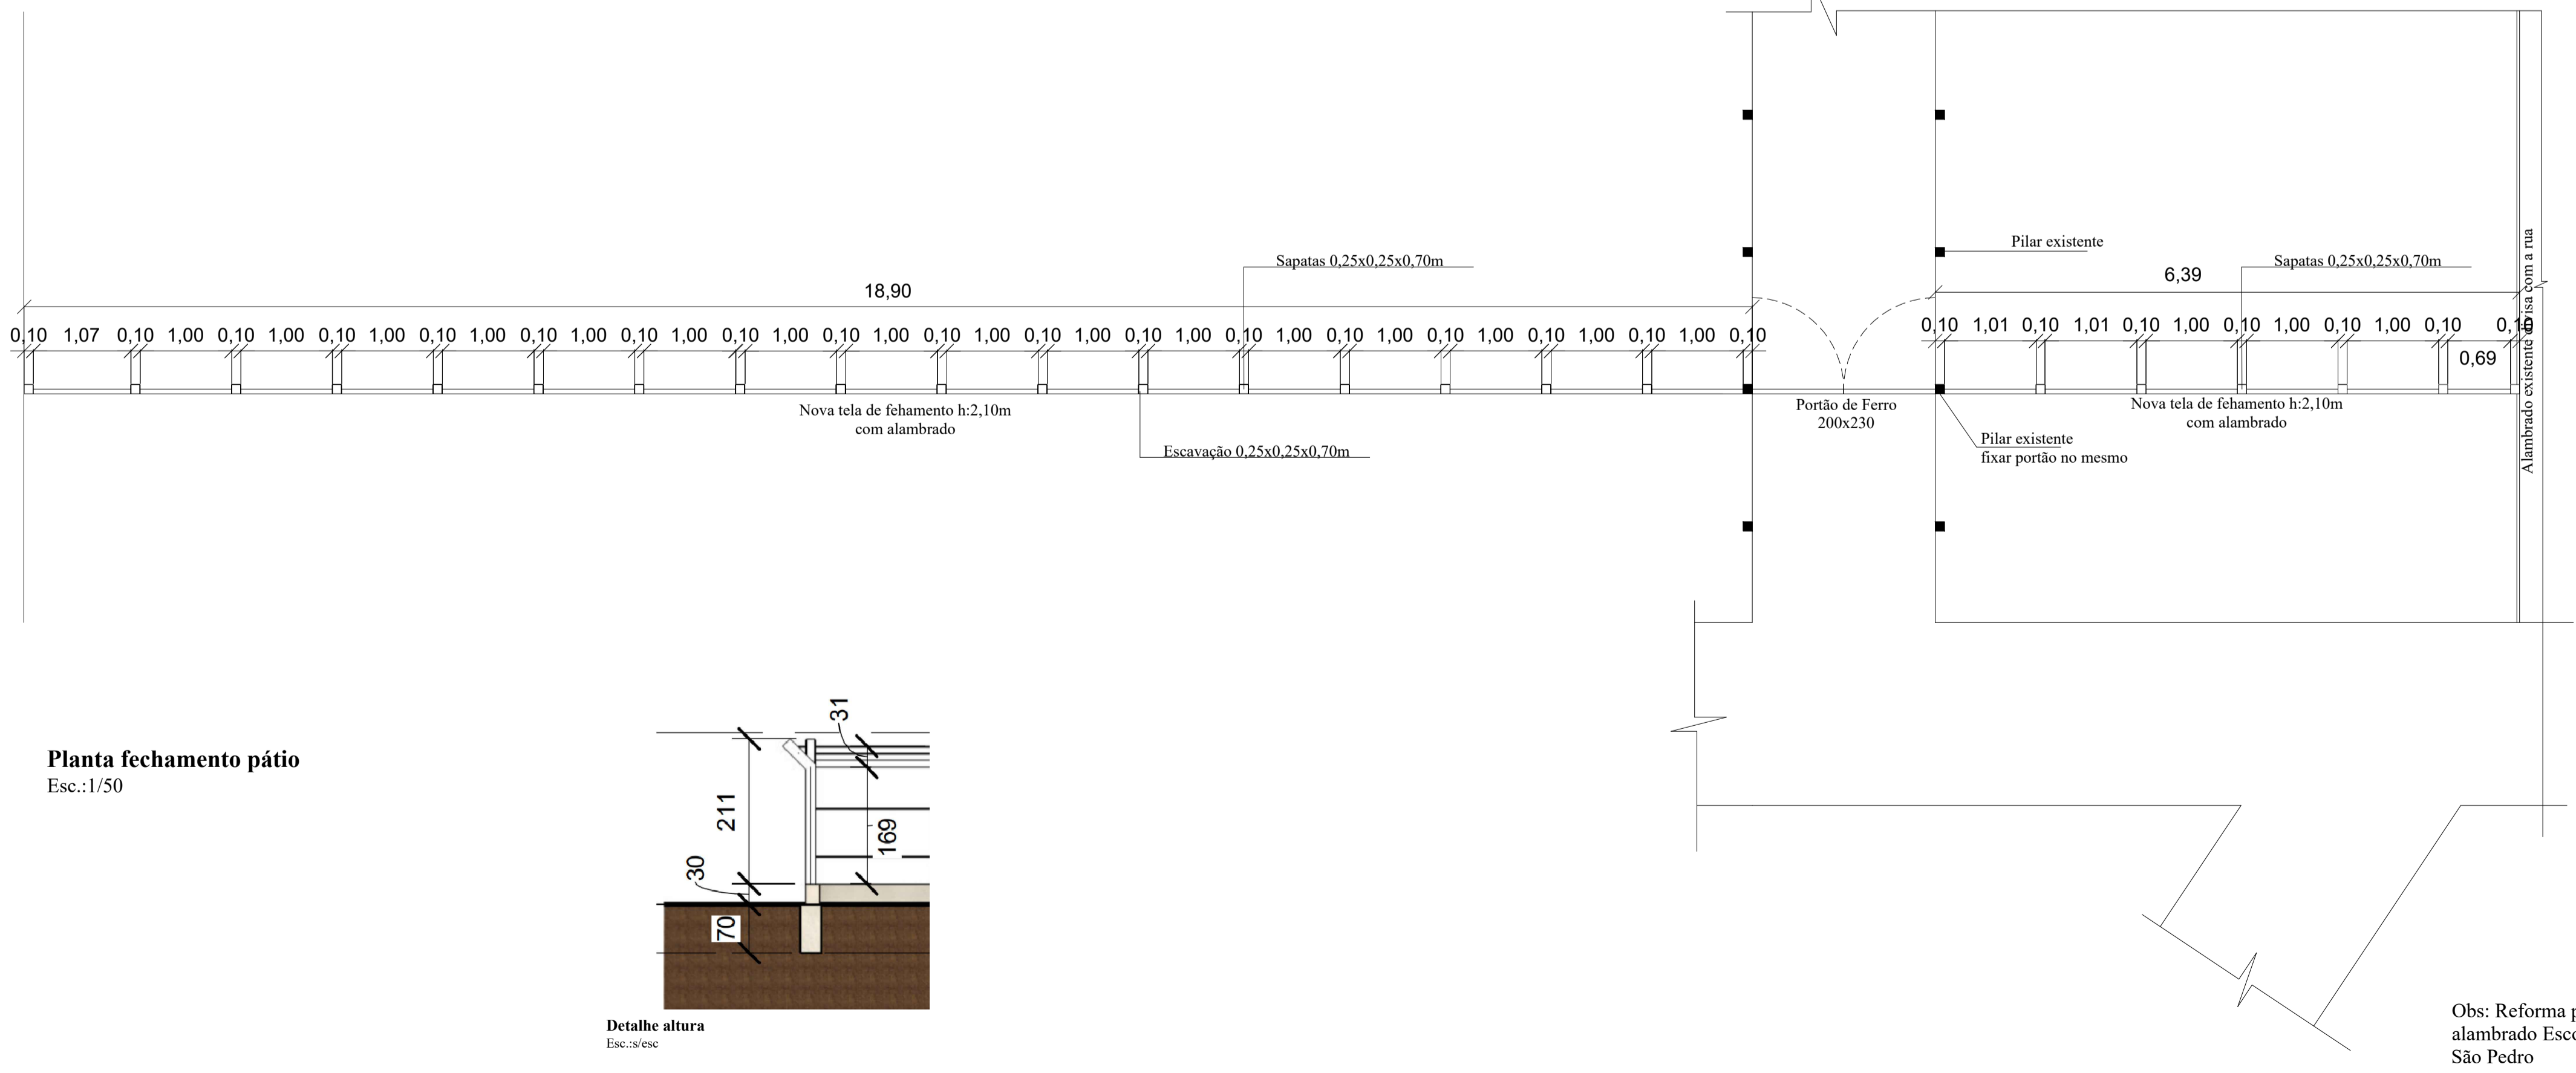 Sapatas 0,25x0,25x0,70m
Pilar existente
Sapatas 0,25x0,25x0,70m
18,90
6,39
0,10 1,07 0,10 1,00 0,10 1,00 0,10 1,00 0,10 1,00 0,10 1,00 0,10 1,00 0,10 1,00 0,10 1,00 0,10 1,00 0,10 1,00 0,10 1,00 0,10 1,00 0,10 1,00 0,10 1,00 0,10 1,00 0,10 1,00 0,10
0,10 1,01 0,10 1,01 0,10 1,00 0,10 1,00 0,10 1,00 0,10 0,10
0,69
Alambrado existente divisa com a rua
Nova tela de fehamento h:2,10m
com alambrado
Portão de Ferro
200x230
Nova tela de fehamento h:2,10m
com alambrado
Escavação 0,25x0,25x0,70m
Pilar existente
fixar portão no mesmo
Planta fechamento pátio
Esc.:1/50
31
211
169
30
70
Detalhe altura
Esc.:s/esc
Obs: Reforma p
alambrado Esco
São Pedro